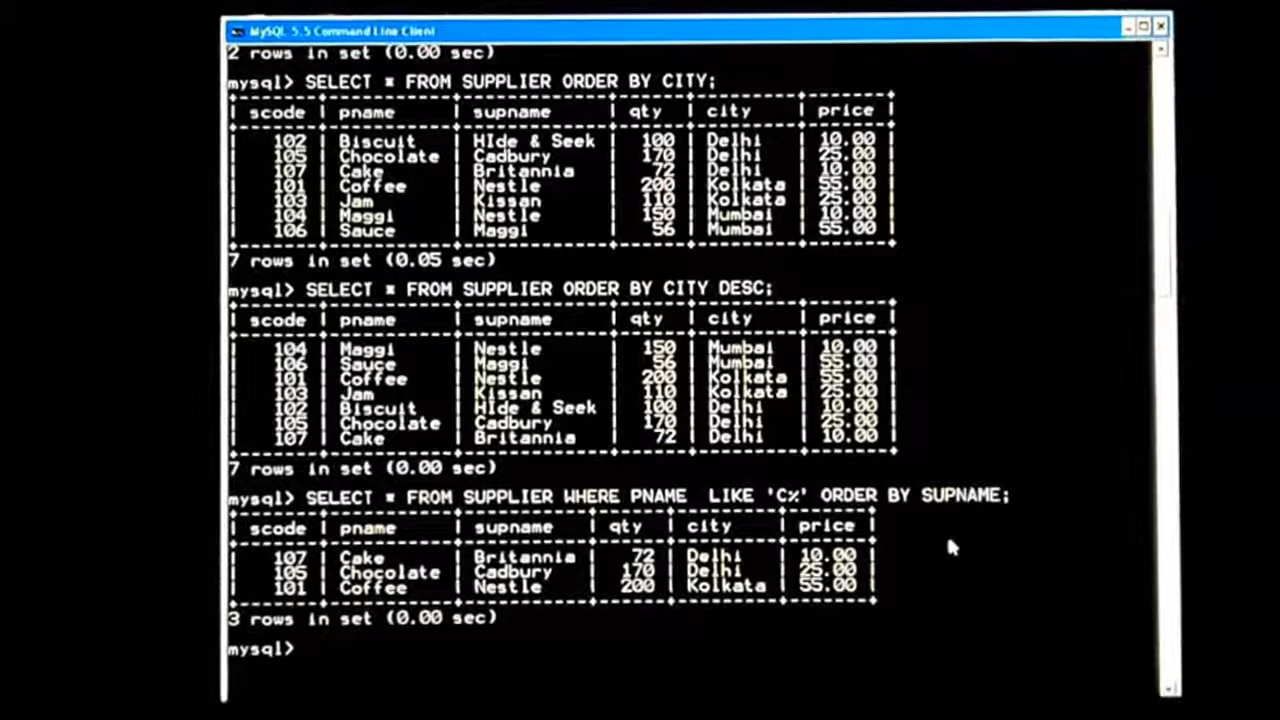 MySQL 5.5 Command Line Client
2 rows in set (0.00 sec)
mysql> SELECT * FROM SUPPLIER ORDER BY CITY;
| scode | pname | supname | qty | city | price |
| 102 | Biscuit | HIde & Seek | 100 | Delhi | 10.00 |
| 105 | Chocolate | Cadbury | 170 | Delhi | 25.00 |
| 107 | Cake | Britannia | 72 | Delhi | 10.00 |
| 101 | Coffee | Nestle | 200 | Kolkata | 55.00 |
| 103 | Jam | Kissan | 110 | Kolkata | 25.00 |
| 104 | Maggi | Nestle | 150 | Mumbai | 10.00 |
| 106 | Sauce | Maggi | 56 | Mumbai | 55.00 |
7 rows in set (0.05 sec)
mysql> SELECT * FROM SUPPLIER ORDER BY CITY DESC;
| scode | pname | supname | qty | city | price |
| 104 | Maggi | Nestle | 150 | Mumbai | 10.00 |
| 106 | Sauce | Maggi | 56 | Mumbai | 55.00 |
| 101 | Coffee | Nestle | 200 | Kolkata | 55.00 |
| 103 | Jam | Kissan | 110 | Kolkata | 25.00 |
| 102 | Biscuit | HIde & Seek | 100 | Delhi | 10.00 |
| 105 | Chocolate | Cadbury | 170 | Delhi | 25.00 |
| 107 | Cake | Britannia | 72 | Delhi | 10.00 |
7 rows in set (0.00 sec)
mysql> SELECT * FROM SUPPLIER WHERE PNAME  LIKE 'C%' ORDER BY SUPNAME;
| scode | pname | supname | qty | city | price |
| 107 | Cake | Britannia | 72 | Delhi | 10.00 |
| 105 | Chocolate | Cadbury | 170 | Delhi | 25.00 |
| 101 | Coffee | Nestle | 200 | Kolkata | 55.00 |
3 rows in set (0.00 sec)
mysql>